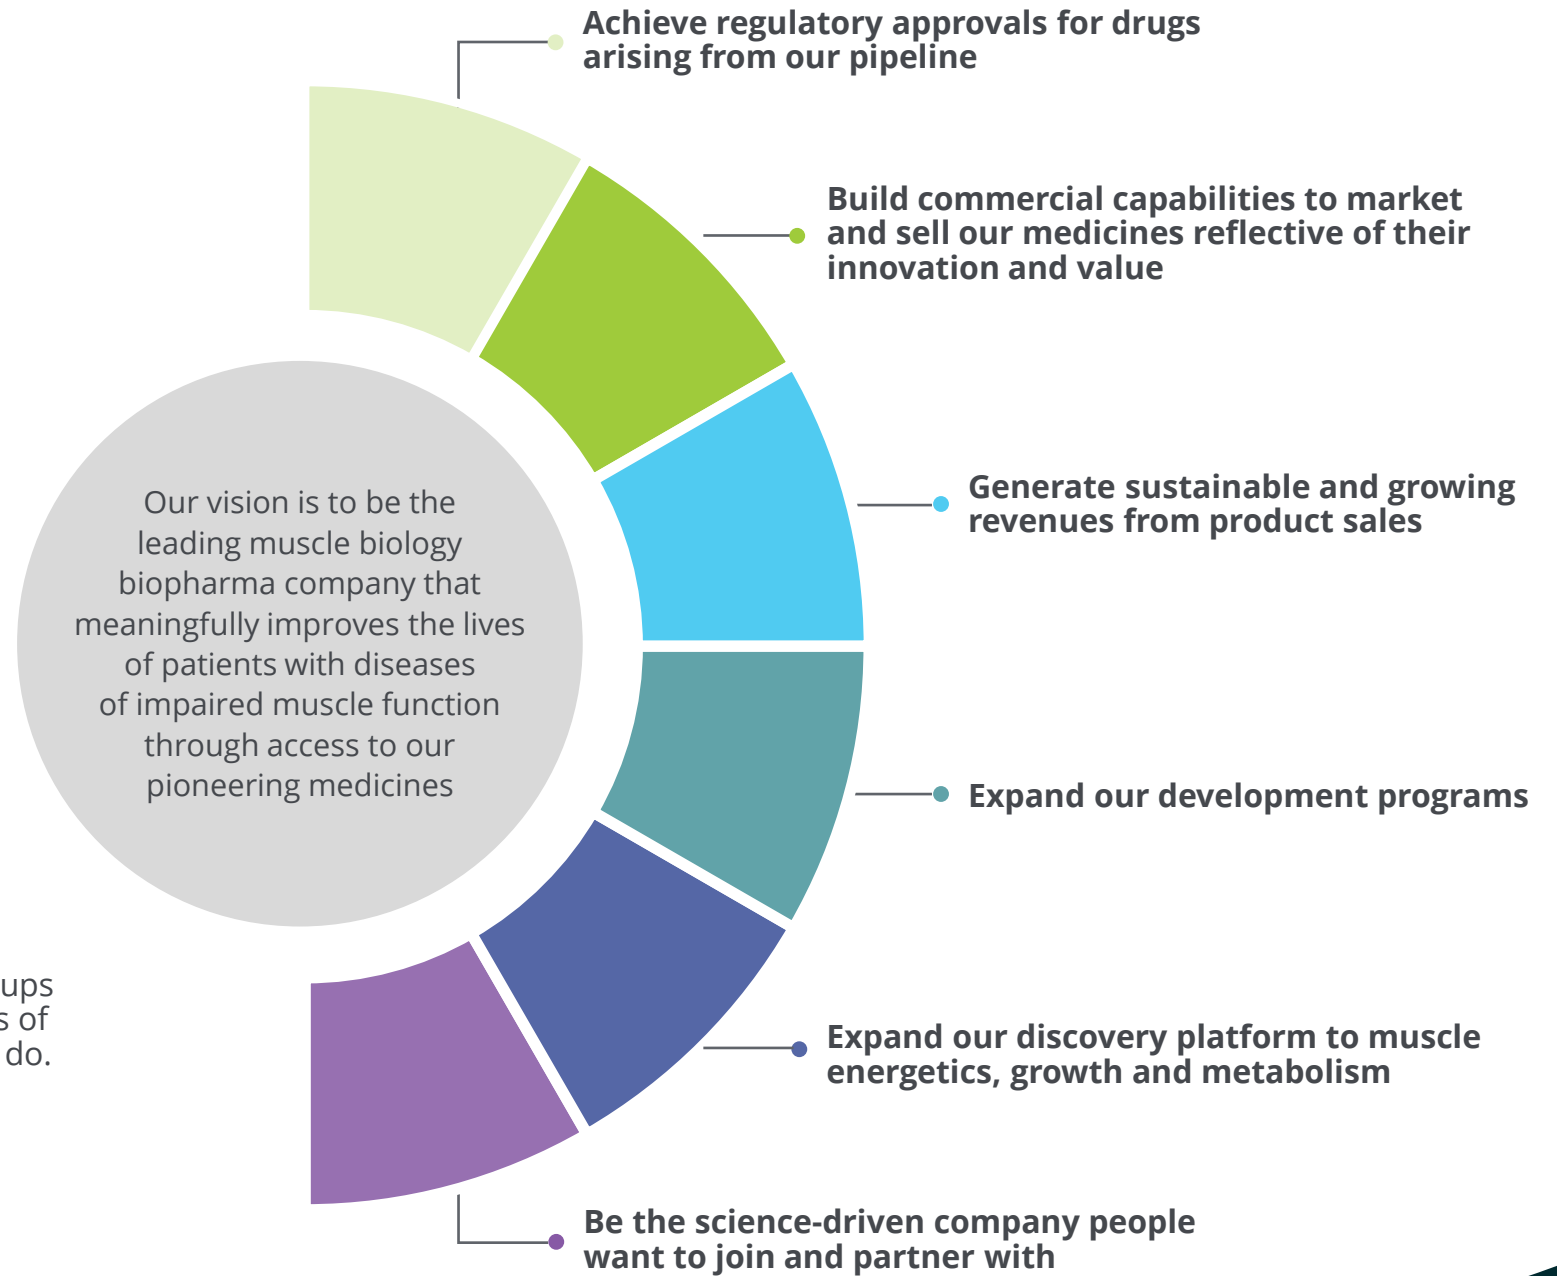 Achieve regulatory approvals for drugs
arising from our pipeline
Build commercial capabilities to market
and sell our medicines reflective of their
innovation and value
Generate sustainable and growing
revenues from product sales
Our vision is to be the
leading muscle biology
biopharma company that
meaningfully improves the lives
of patients with diseases
of impaired muscle function
through access to our
pioneering medicines
Expand our development programs
ups
s of
do.
Expand our discovery platform to muscle
energetics, growth and metabolism
Be the science-driven company people
want to join and partner with